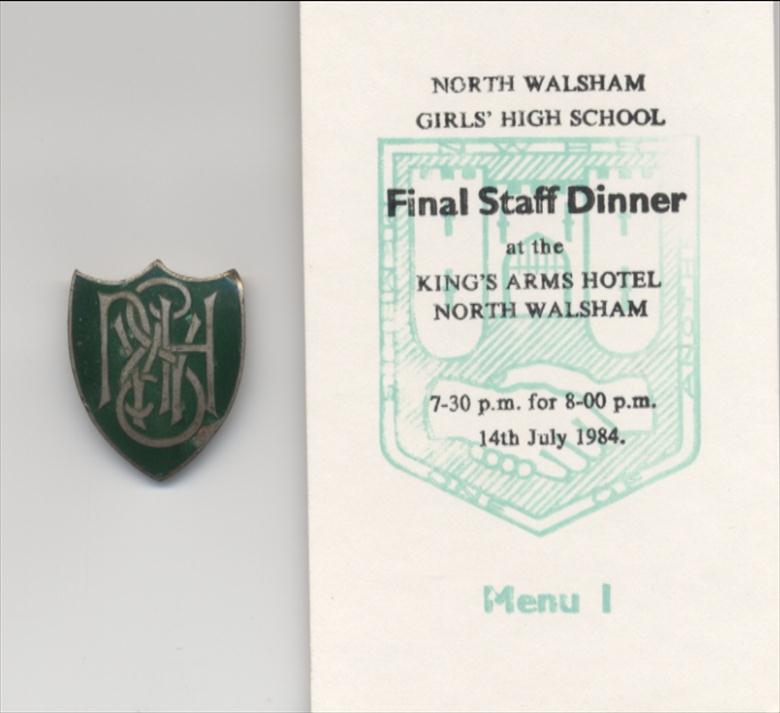 NORTH WALSHAM
GIRLS' HIGH SCHOOL
Final Staff Dinner
at the
KING'S ARMS HOTEL
NORTH WALSHAM
7-30 p.m. for 8-00 p.m.
14th July 1984.
Menu 1